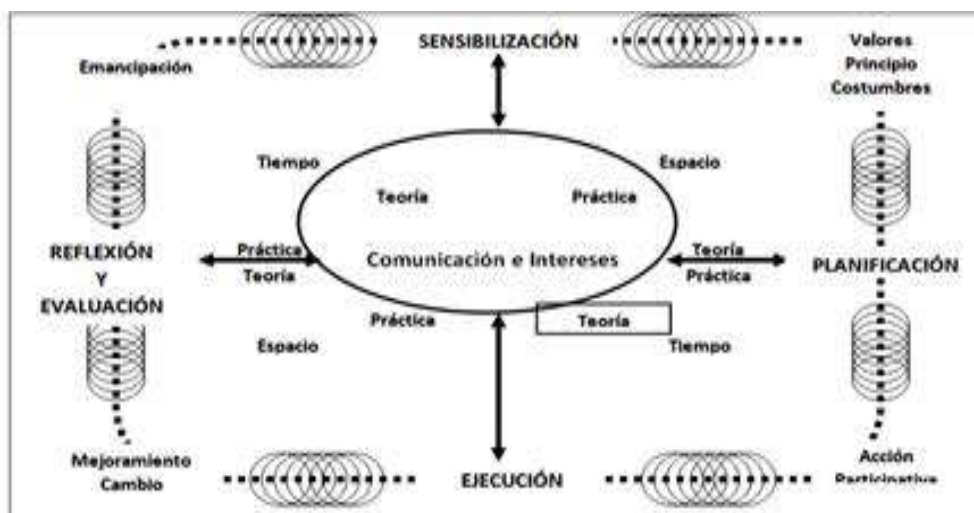 SENSIBILIZACIÓN
Valores
Principio
Costumbres
Emancipación
Tiempo
Espacio
Teoría
Práctica
REFLEXIÓN
Y
EVALUACIÓN
Práctica
Teoría
Comunicación e Intereses
Teoría
Práctica
PLANIFICACIÓN
Práctica
Teoría
Espacio
Tiempo
Mejoramiento
Cambio
EJECUCIÓN
Acción
Participativa